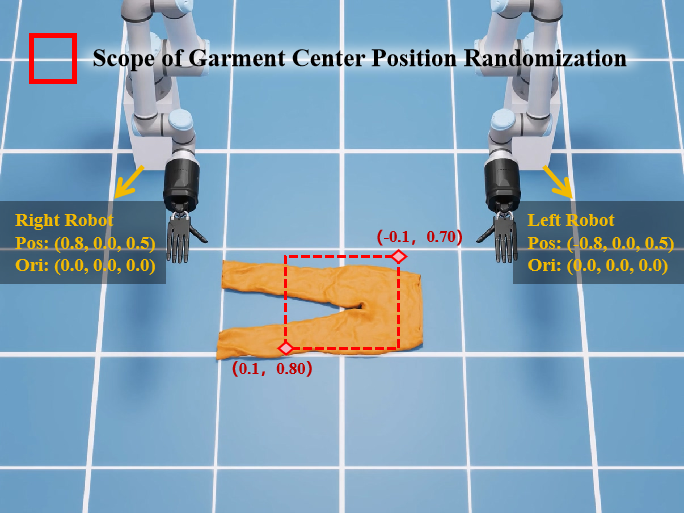 Scope of Garment Center Position Randomization
Right Robot
Pos: (0.8, 0.0, 0.5)
Ori: (0.0, 0.0, 0.0)
Left Robot
Pos: (-0.8, 0.0, 0.5)
Ori: (0.0, 0.0, 0.0)
(-0.1, 0.70)
(0.1, 0.80)